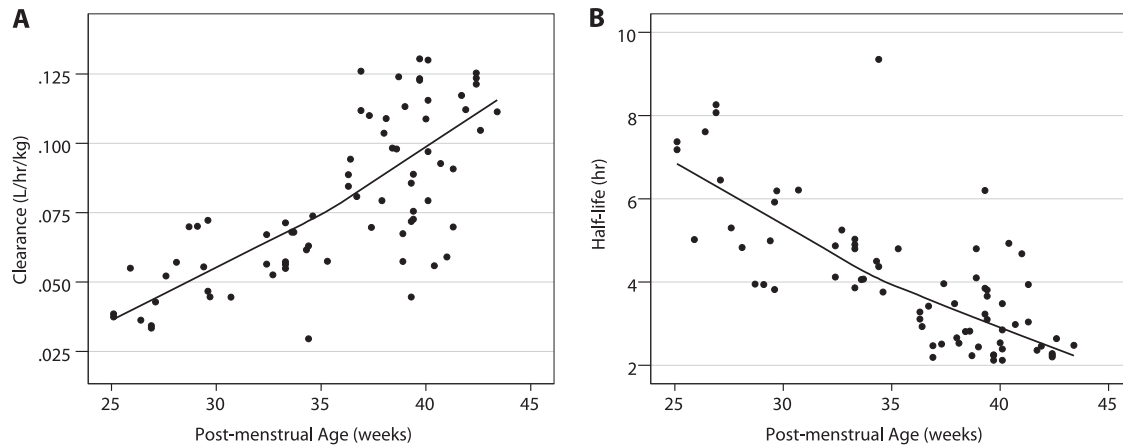 A
Clearance (L/hr/kg)
.125
.100
.075
.050
.025
25 30 35 40 45
Post-menstrual Age (weeks)
B
Half-life (hr)
10
8
6
4
2
25 30 35 40 45
Post-menstrual Age (weeks)